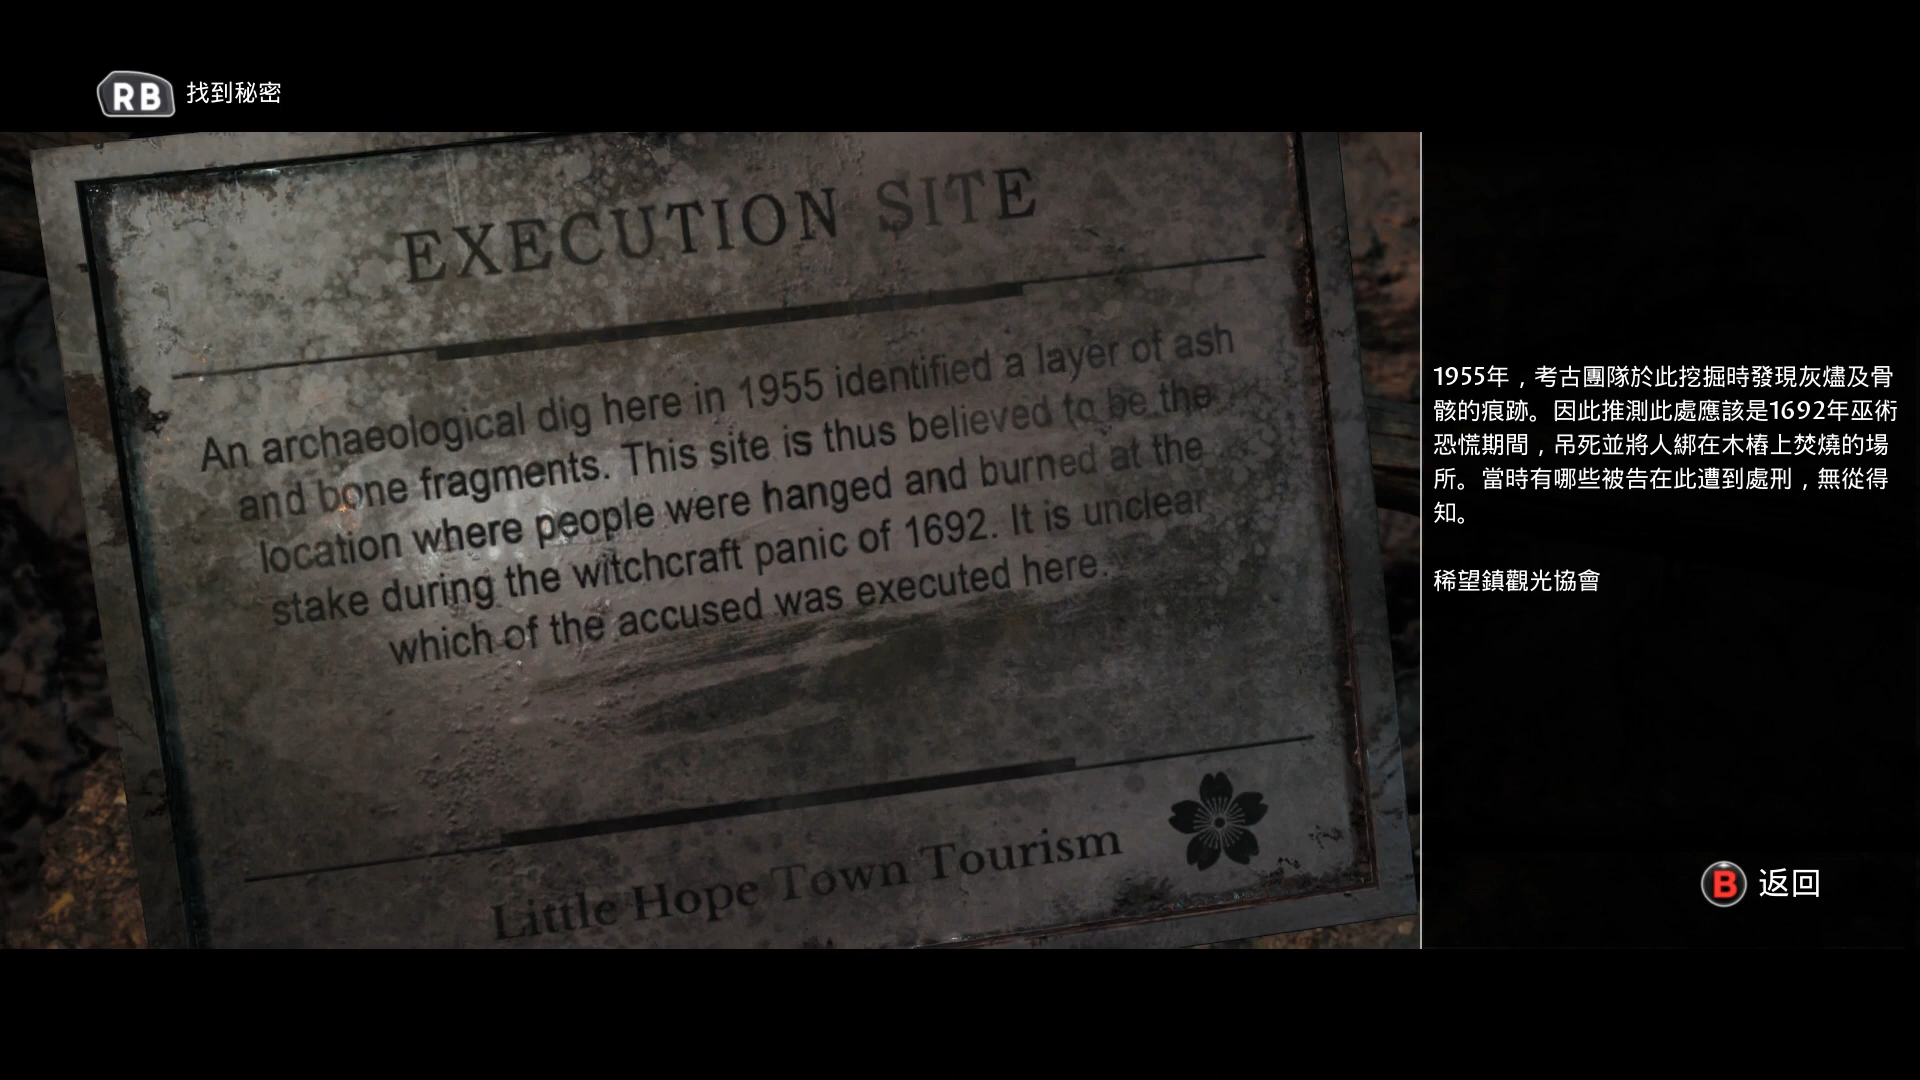 RB 找到秘密
EXECUTION SITE
An archaeological dig here in 1955 identified a layer of ash
and bone fragments. This site is thus believed to be the
location where people were hanged and burned at the
stake during the witchcraft panic of 1692. It is unclear
which of the accused was executed here.
Little Hope Town Tourism
1955年，考古團隊於此挖掘時發現灰燼及骨
骸的痕跡。因此推測此處應該是1692年巫術
恐慌期間，吊死並將人綁在木樁上焚燒的場
所。當時有哪些被告在此遭到處刑，無從得
知。
稀望鎮觀光協會
B 返回